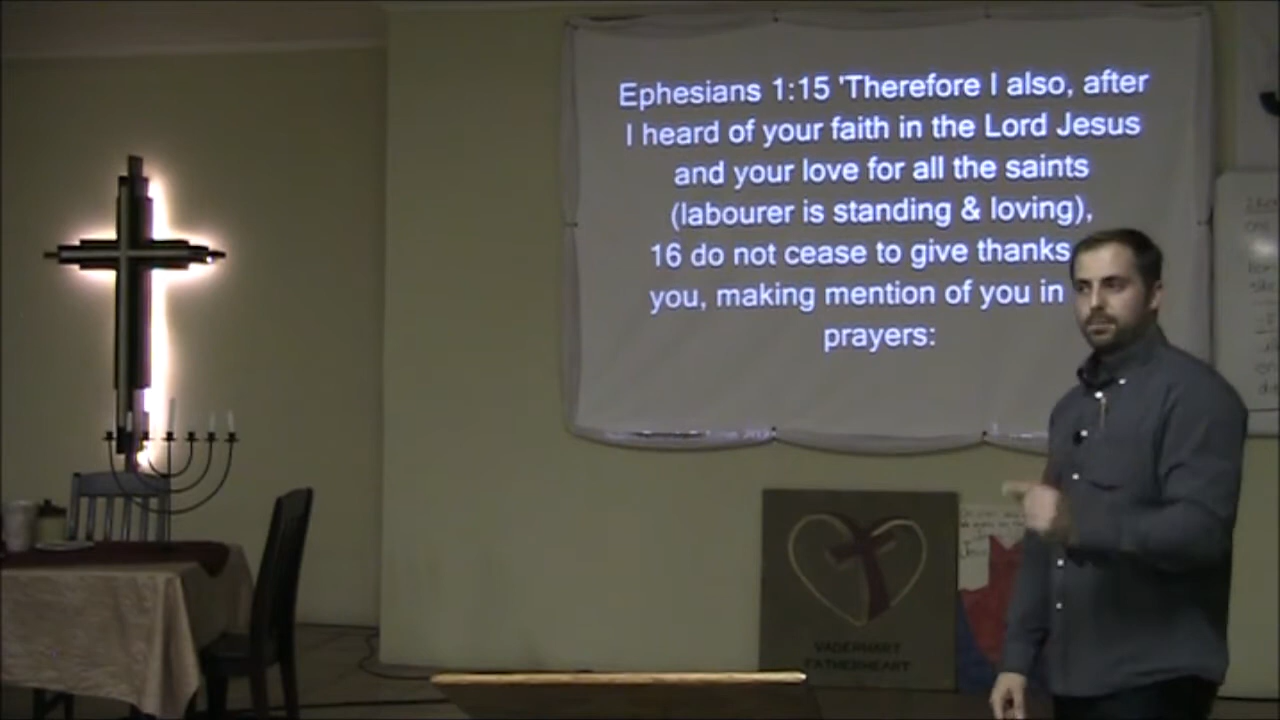 Ephesians 1:15 'Therefore I also, after
I heard of your faith in the Lord Jesus
and your love for all the saints
(labourer is standing & loving),
16 do not cease to give thanks
you, making mention of you in
prayers:
VADERHART
FATHERHEART